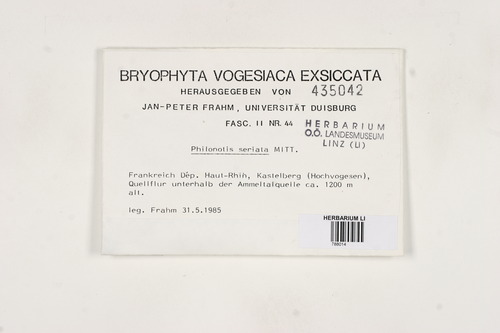 BRYOPHYTA VOGESIACA EXSICCATA
HERAUSGEGEBEN VON 435042
JAN-PETER FRAHM, UNIVERSITÄT DUISBURG
FASC. II NR. 44
HERBARIUM
O.Ö. LANDESMUSEUM
LINZ (LI)
Philonotis seriata MITT.
Frankreich Dép. Haut-Rhin, Kastelberg (Hochvogesen),
Quellflur unterhalb der Ammeltalquelle ca. 1200 m
alt.
leg. Frahm 31.5.1985
HERBARIUM LI
788014